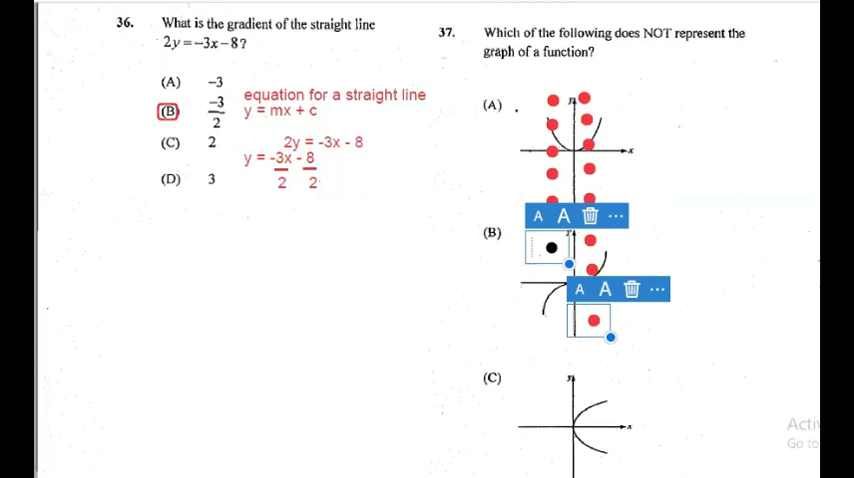 36. What is the gradient of the straight line
2y = -3x - 8?
(A) -3
(B) -3/2
(C) 2
(D) 3
equation for a straight line
y = mx + c
2y = -3x - 8
y = -3x - 8
2 2
37. Which of the following does NOT represent the
graph of a function?
(A)
y
x
A A
(B)
A A
(C)
y
x
Go to